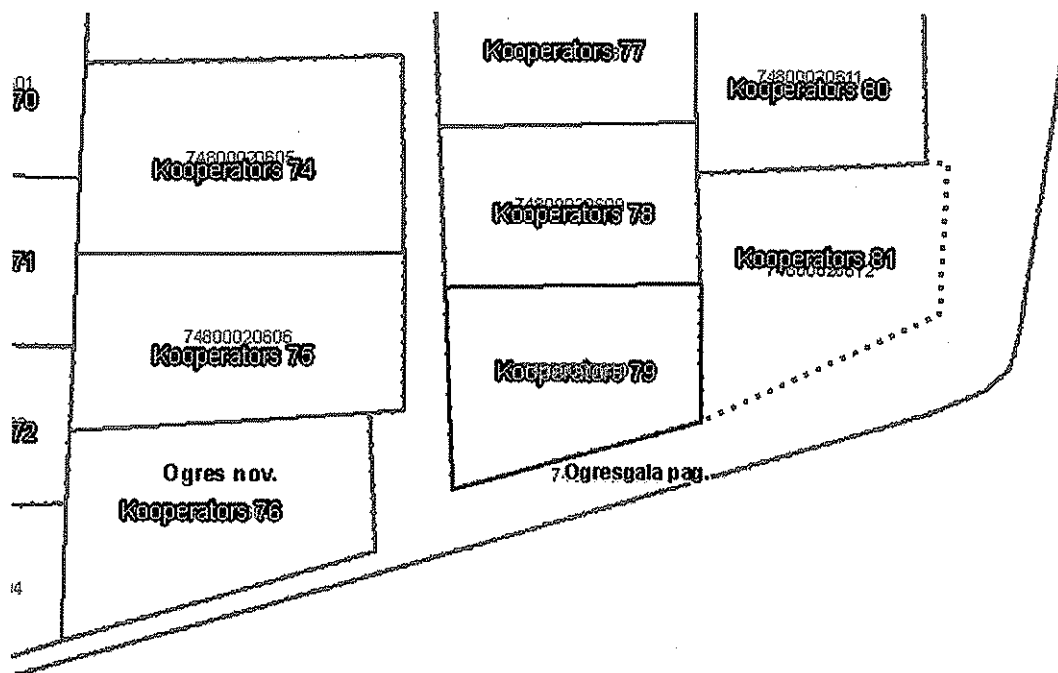 Kooperators 77
74800020811
Kooperators 80
01
70
74800020605
Kooperators 74
Kooperators 78
71
Kooperators 81
74800020606
Kooperators 75
Kooperators 79
72
Ogres nov.
Ogresgala pag.
Kooperators 76